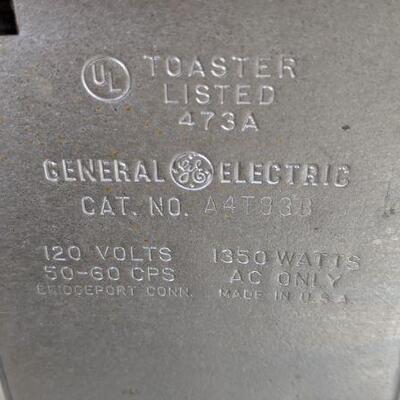 UL TOASTER
LISTED
473A
GENERAL GE ELECTRIC
CAT. NO. A4T93B
120 VOLTS 1350 WATTS
50-60 CPS AC ONLY
BRIDGEPORT CONN. MADE IN U.S.A.